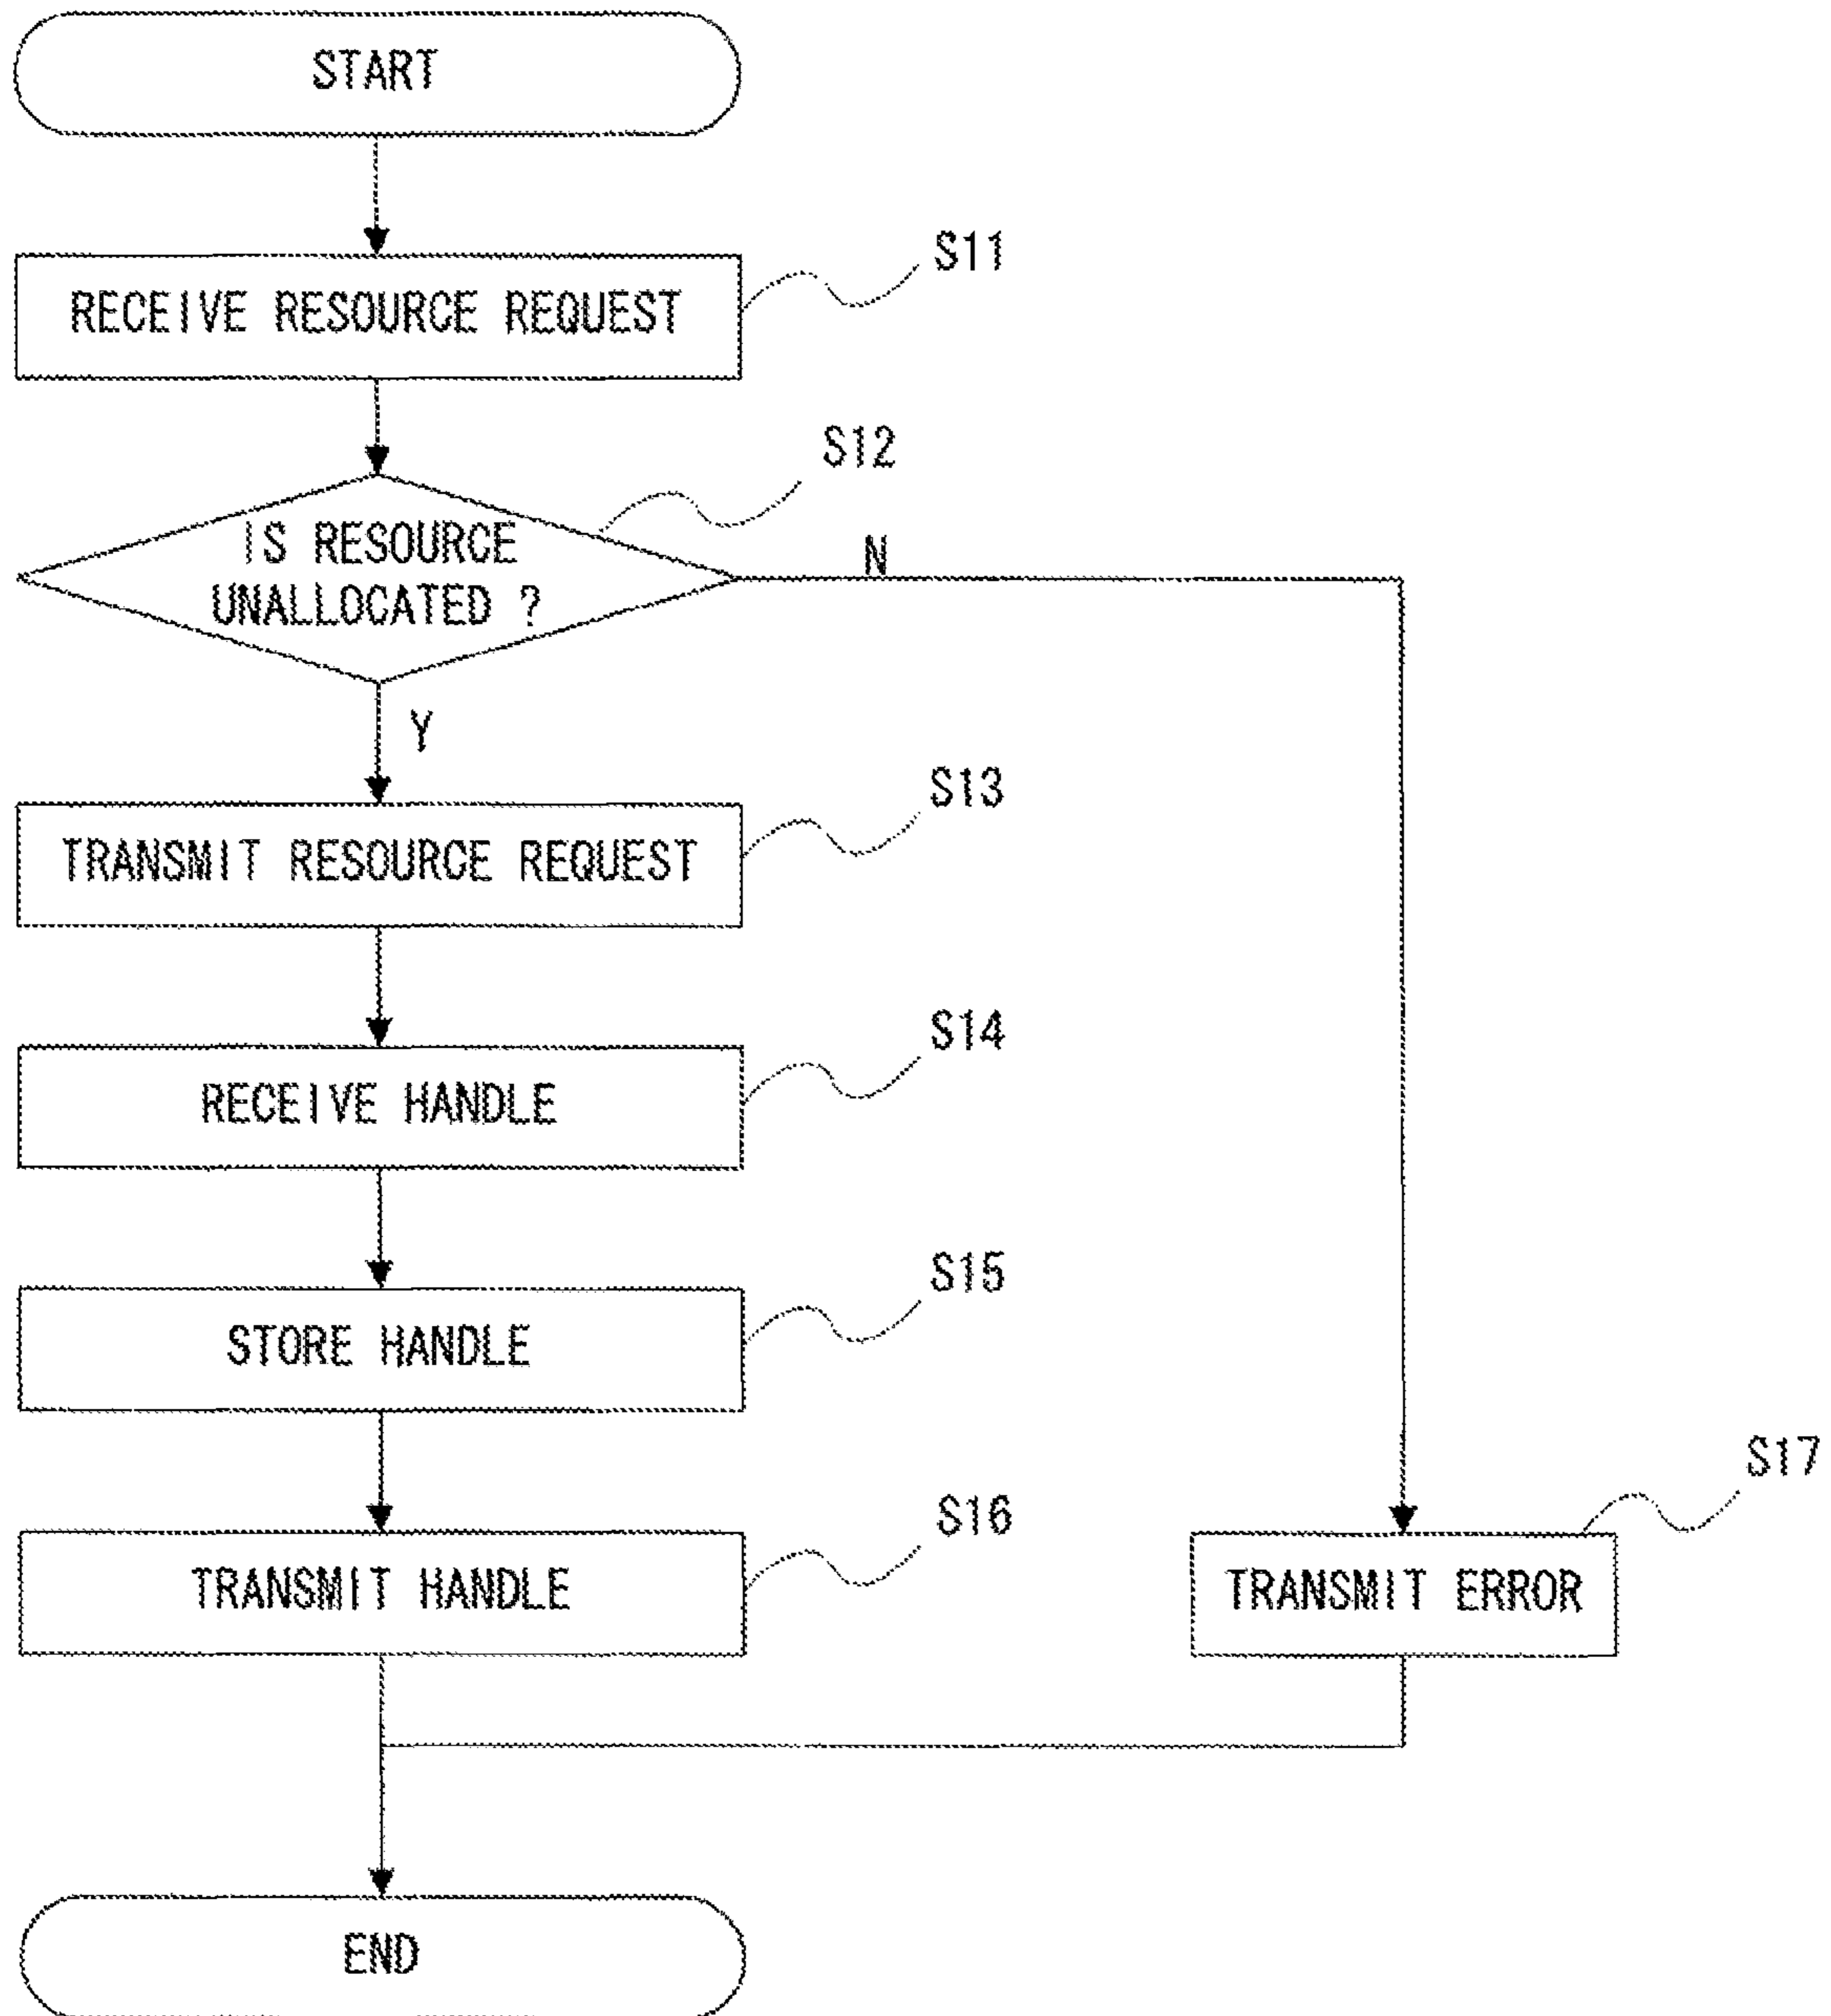 START
S11
RECEIVE RESOURCE REQUEST
S12
IS RESOURCE
UNALLOCATED ?
N
Y
S13
TRANSMIT RESOURCE REQUEST
S14
RECEIVE HANDLE
S15
STORE HANDLE
S16
TRANSMIT HANDLE
S17
TRANSMIT ERROR
END